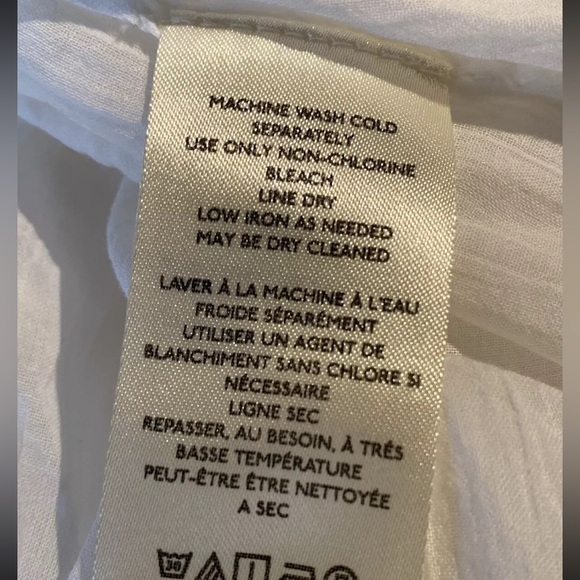 MACHINE WASH COLD
SEPARATELY
USE ONLY NON-CHLORINE
BLEACH
LINE DRY
LOW IRON AS NEEDED
MAY BE DRY CLEANED
LAVER À LA MACHINE À L'EAU
FROIDE SÉPARÉMENT
UTILISER UN AGENT DE
BLANCHIMENT SANS CHLORE SI
NÉCESSAIRE
LIGNE SEC
REPASSER, AU BESOIN, À TRÉS
BASSE TEMPÉRATURE
PEUT-ÊTRE ÊTRE NETTOYÉE
A SEC
30